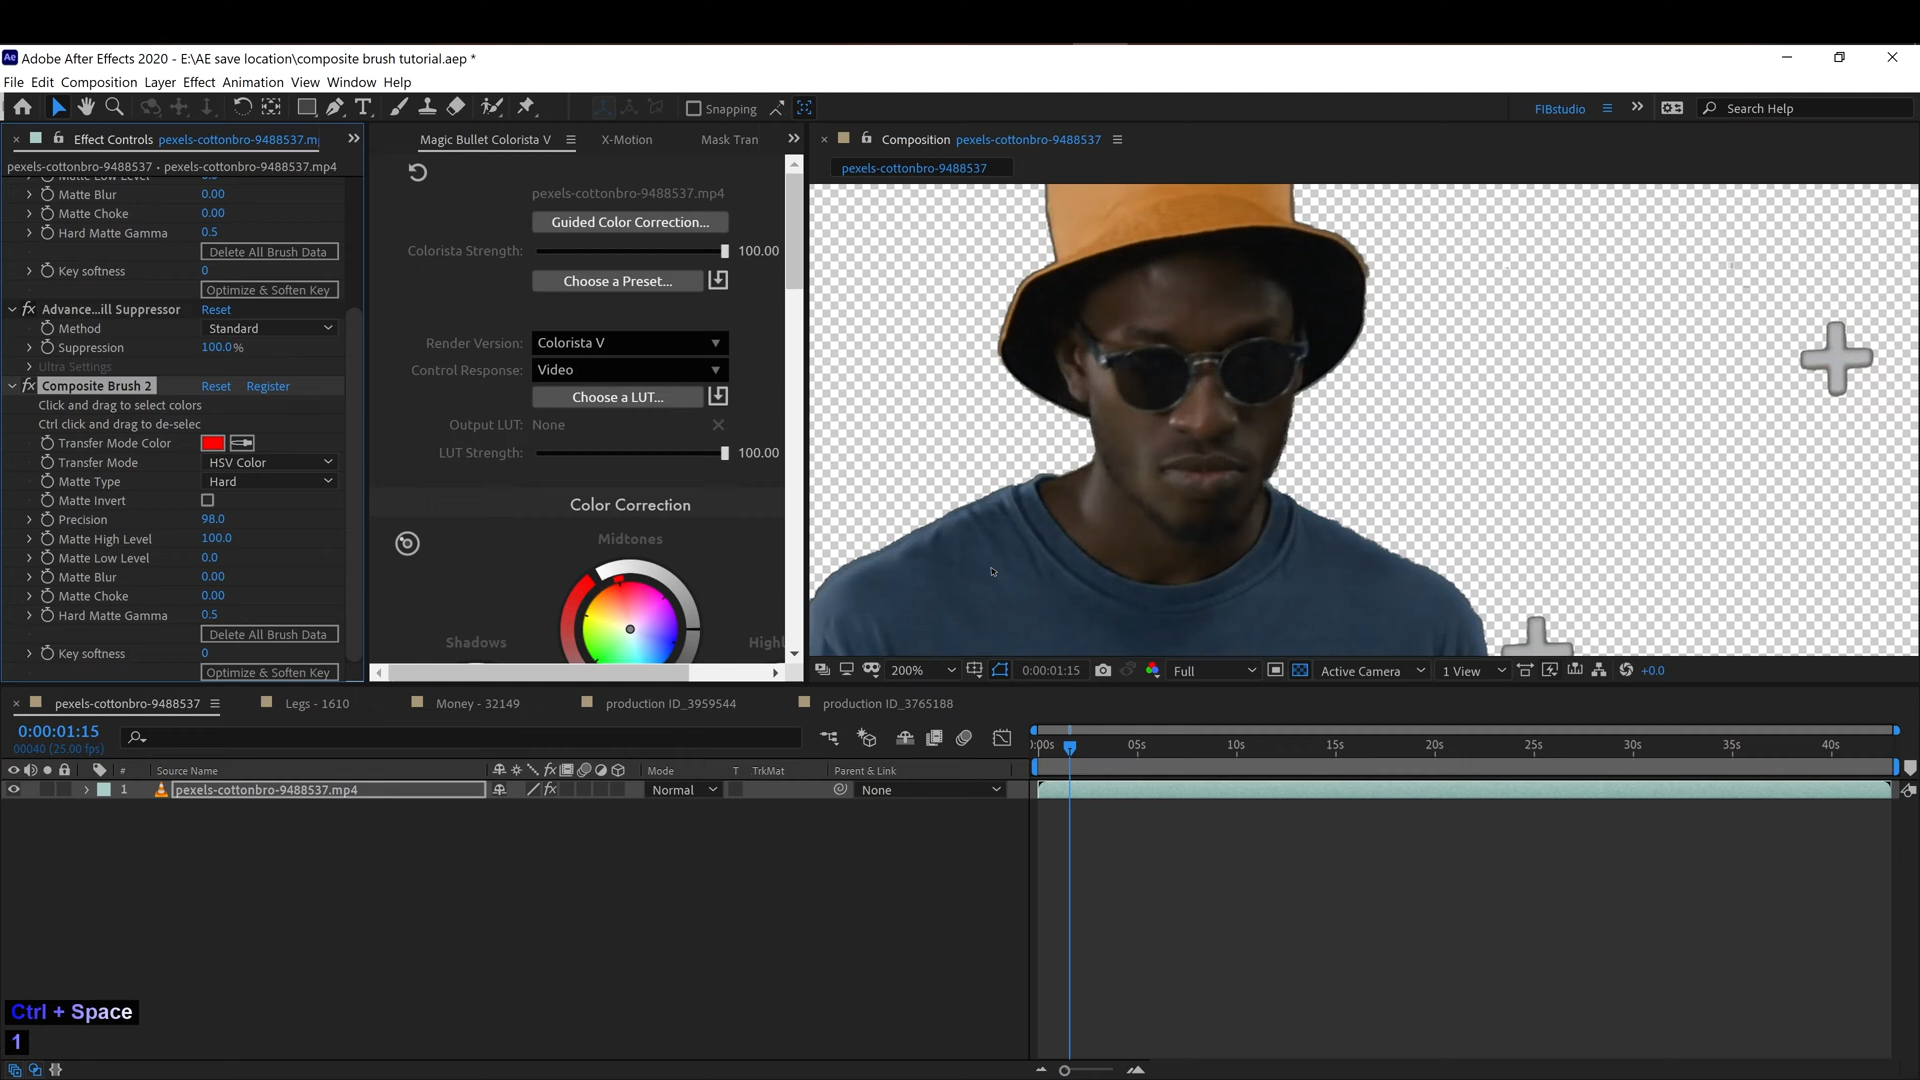 Adobe After Effects 2020 - E:\AE save location\composite brush tutorial.aep *
File Edit Composition Layer Effect Animation View Window Help
Snapping
FIBstudio
Search Help
Effect Controls pexels-cottonbro-9488537.m
pexels-cottonbro-9488537 • pexels-cottonbro-9488537.mp4
Matte Blur 0.00
Matte Choke 0.00
Hard Matte Gamma 0.5
Delete All Brush Data
Key softness 0
Optimize & Soften Key
fx Advance...ill Suppressor Reset
Method Standard
Suppression 100.0%
Ultra Settings
fx Composite Brush 2 Reset Register
Click and drag to select colors
Ctrl click and drag to de-selec
Transfer Mode Color
Transfer Mode HSV Color
Matte Type Hard
Matte Invert
Precision 98.0
Matte High Level 100.0
Matte Low Level 0.0
Matte Blur 0.00
Matte Choke 0.00
Hard Matte Gamma 0.5
Delete All Brush Data
Key softness 0
Optimize & Soften Key
Magic Bullet Colorista V X-Motion Mask Tran
pexels-cottonbro-9488537.mp4
Guided Color Correction...
Colorista Strength: 100.00
Choose a Preset...
Render Version: Colorista V
Control Response: Video
Choose a LUT...
Output LUT: None
LUT Strength: 100.00
Color Correction
Midtones
Shadows
Highl
Composition pexels-cottonbro-9488537
pexels-cottonbro-9488537
200% 0:00:01:15 Full Active Camera 1 View +0.0
pexels-cottonbro-9488537 Legs - 1610 Money - 32149 production ID_3959544 production ID_3765188
0:00:01:15
00040 (25.00 fps)
):00s 05s 10s 15s 20s 25s 30s 35s 40s
# Source Name fx Mode T .TrkMat Parent & Link
1 pexels-cottonbro-9488537.mp4 fx Normal None
Ctrl + Space
1